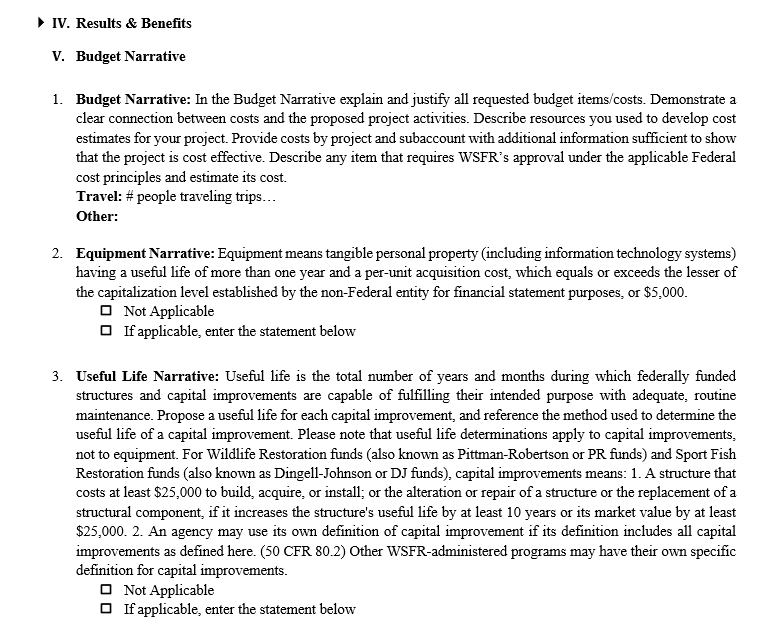 IV. Results & Benefits
V. Budget Narrative
1. Budget Narrative: In the Budget Narrative explain and justify all requested budget items/costs. Demonstrate a
clear connection between costs and the proposed project activities. Describe resources you used to develop cost
estimates for your project. Provide costs by project and subaccount with additional information sufficient to show
that the project is cost effective. Describe any item that requires WSFR's approval under the applicable Federal
cost principles and estimate its cost.
Travel: # people traveling trips…
Other:
2. Equipment Narrative: Equipment means tangible personal property (including information technology systems)
having a useful life of more than one year and a per-unit acquisition cost, which equals or exceeds the lesser of
the capitalization level established by the non-Federal entity for financial statement purposes, or $5,000.
☐ Not Applicable
☐ If applicable, enter the statement below
3. Useful Life Narrative: Useful life is the total number of years and months during which federally funded
structures and capital improvements are capable of fulfilling their intended purpose with adequate, routine
maintenance. Propose a useful life for each capital improvement, and reference the method used to determine the
useful life of a capital improvement. Please note that useful life determinations apply to capital improvements,
not to equipment. For Wildlife Restoration funds (also known as Pittman-Robertson or PR funds) and Sport Fish
Restoration funds (also known as Dingell-Johnson or DJ funds), capital improvements means: 1. A structure that
costs at least $25,000 to build, acquire, or install; or the alteration or repair of a structure or the replacement of a
structural component, if it increases the structure's useful life by at least 10 years or its market value by at least
$25,000. 2. An agency may use its own definition of capital improvement if its definition includes all capital
improvements as defined here. (50 CFR 80.2) Other WSFR-administered programs may have their own specific
definition for capital improvements.
☐ Not Applicable
☐ If applicable, enter the statement below